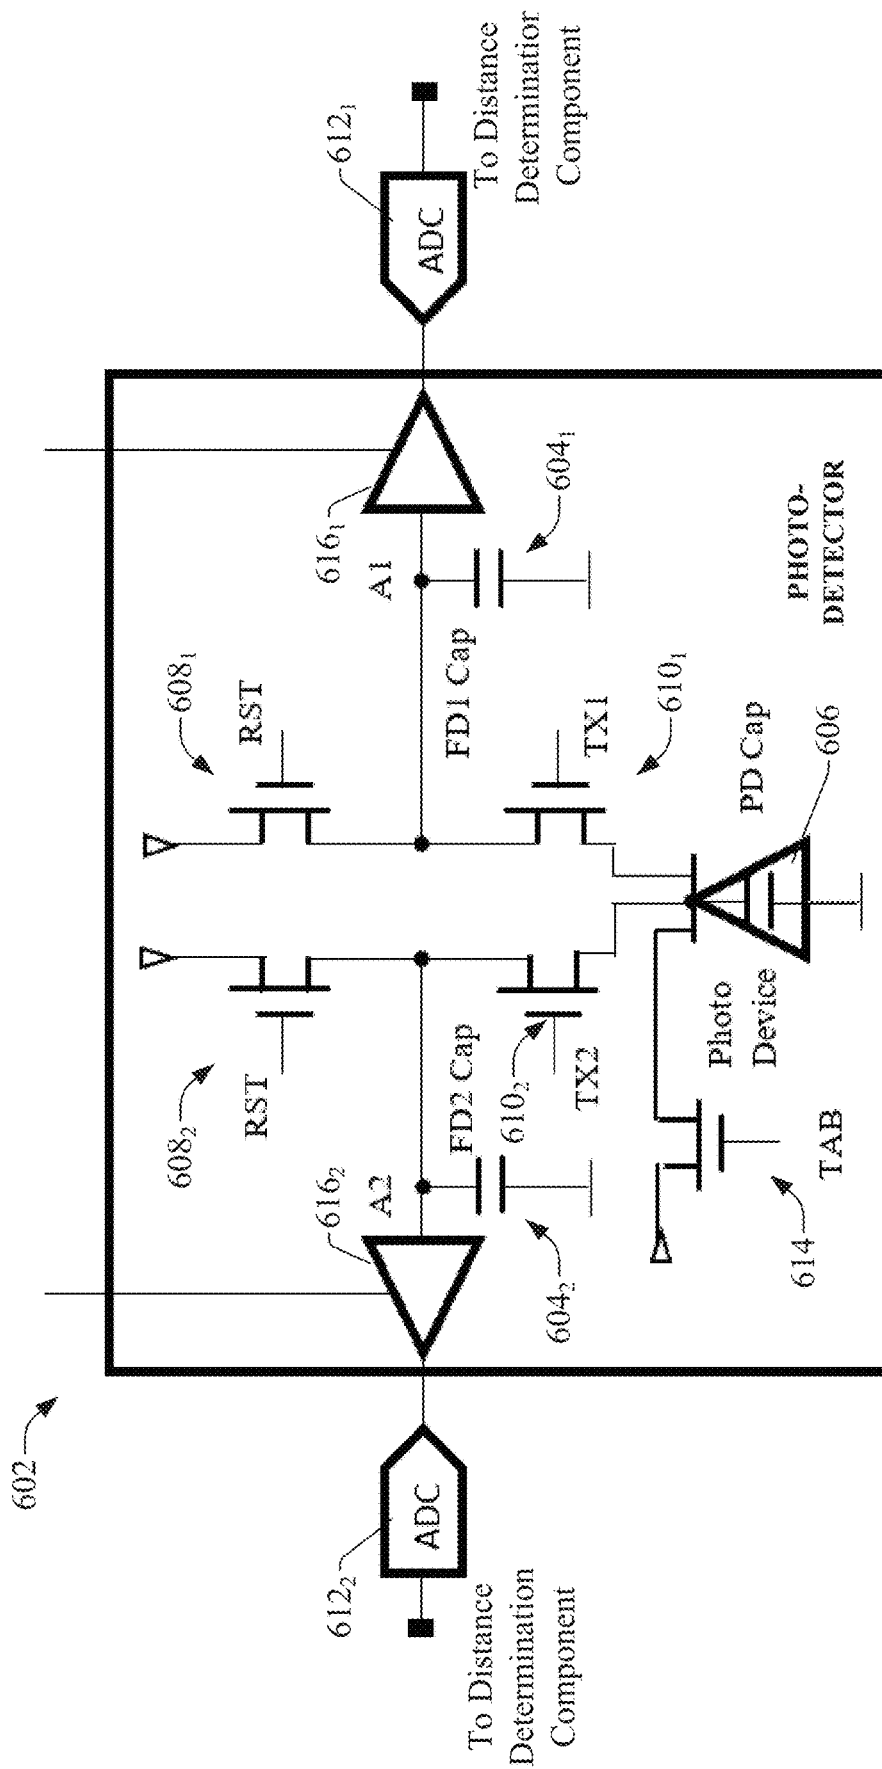 602
612₂
ADC
To Distance
Determination
Component
616₂
A2
604₂
FD2 Cap
608₂
RST
610₂
TX2
614
TAB
Photo
Device
608₁
RST
FD1 Cap
TX1
610₁
PD Cap
606
616₁
A1
604₁
PHOTO-
DETECTOR
612₁
ADC
To Distance
Determination
Component